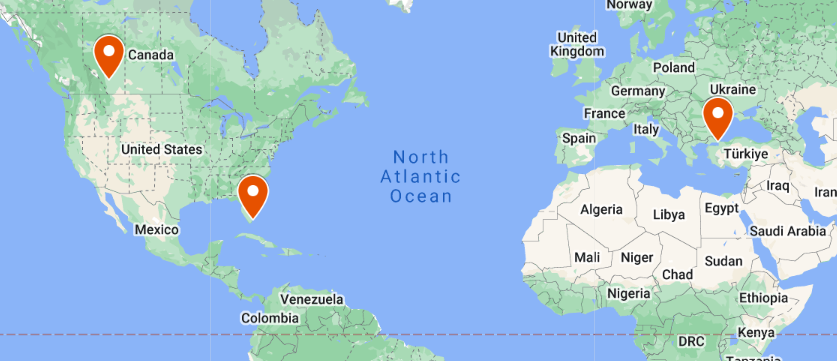 Norway
Canada
United
Kingdom
Poland
Germany
Ukraine
France
Italy
Spain
Türkiye
United States
North
Atlantic
Ocean
Iraq
Iran
Algeria
Libya
Egypt
Saudi Arabia
Mexico
Mali
Niger
Sudan
Chad
Venezuela
Nigeria
Ethiopia
Colombia
Kenya
DRC
Tanzania